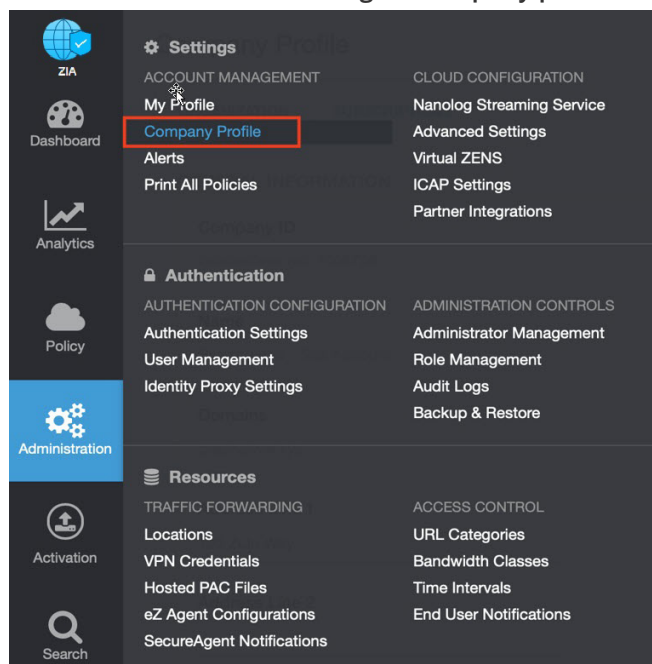 ZIA
Dashboard
Analytics
Policy
Administration
Activation
Search
Settings
ACCOUNT MANAGEMENT
My Profile
Company Profile
Alerts
Print All Policies
CLOUD CONFIGURATION
Nanolog Streaming Service
Advanced Settings
Virtual ZENS
ICAP Settings
Partner Integrations
Authentication
AUTHENTICATION CONFIGURATION
Authentication Settings
User Management
Identity Proxy Settings
ADMINISTRATION CONTROLS
Administrator Management
Role Management
Audit Logs
Backup & Restore
Resources
TRAFFIC FORWARDING
Locations
VPN Credentials
Hosted PAC Files
eZ Agent Configurations
SecureAgent Notifications
ACCESS CONTROL
URL Categories
Bandwidth Classes
Time Intervals
End User Notifications